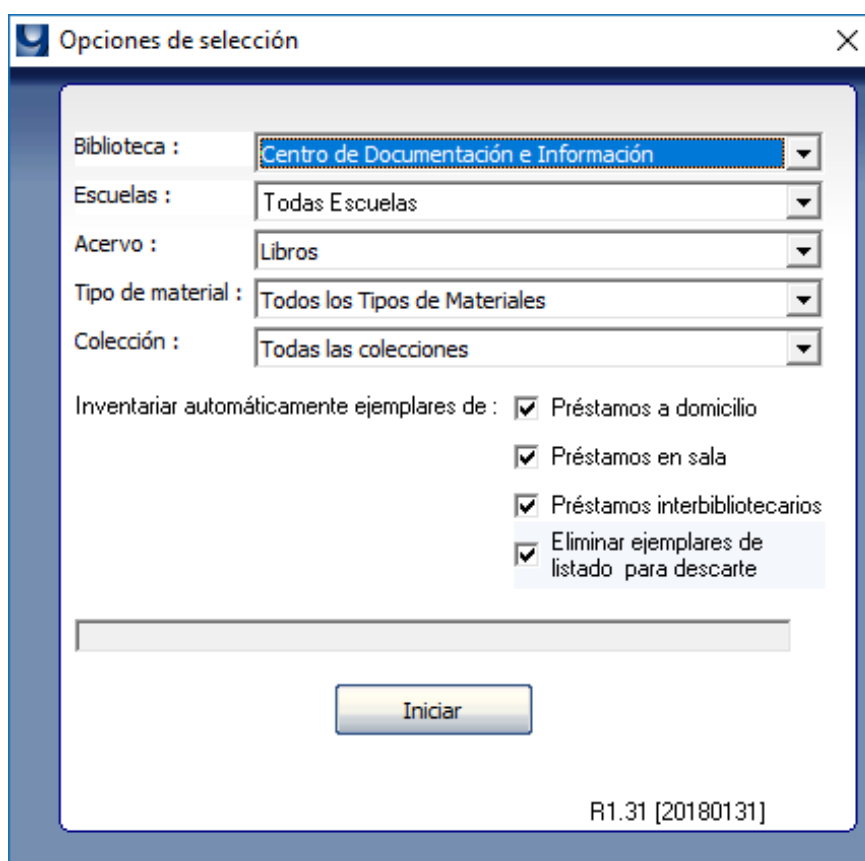 Opciones de selección
Biblioteca : Centro de Documentación e Información
Escuelas : Todas Escuelas
Acervo : Libros
Tipo de material : Todos los Tipos de Materiales
Colección : Todas las colecciones
Inventariar automáticamente ejemplares de : Préstamos a domicilio
Préstamos en sala
Préstamos interbibliotecarios
Eliminar ejemplares de
listado para descarte
Iniciar
R1.31 [20180131]